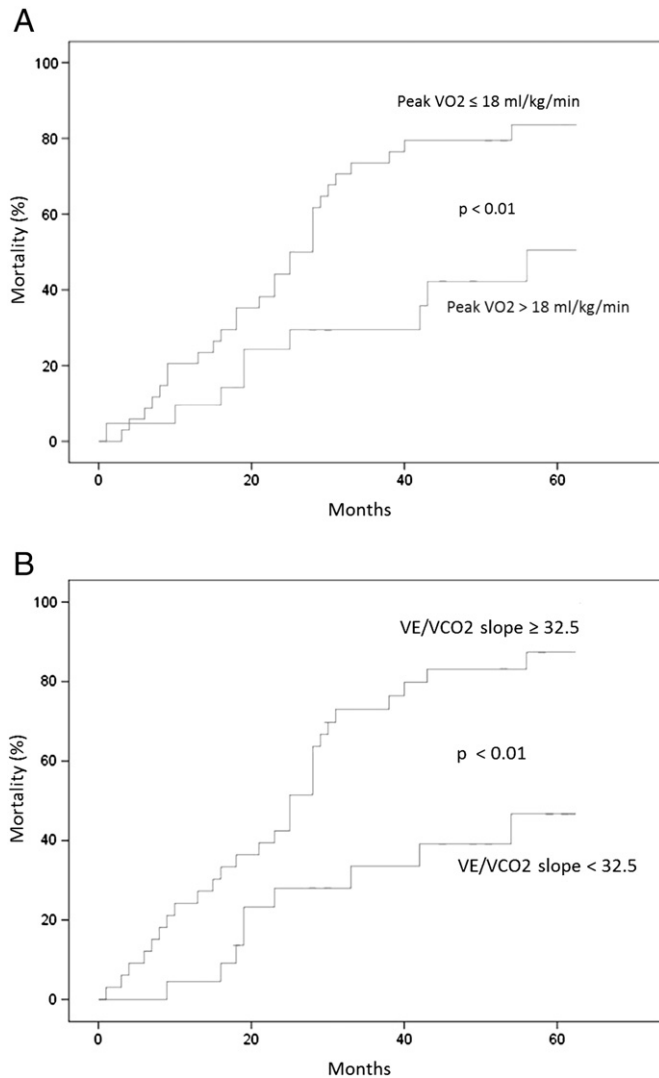 A
100
Peak VO2 ≤ 18 ml/kg/min
80
60
p < 0.01
40
Peak VO2 > 18 ml/kg/min
20
0
Mortality (%)
0 20 40 60
Months
B
100
VE/VCO2 slope ≥ 32.5
80
60
p < 0.01
40
VE/VCO2 slope < 32.5
20
0
Mortality (%)
0 20 40 60
Months